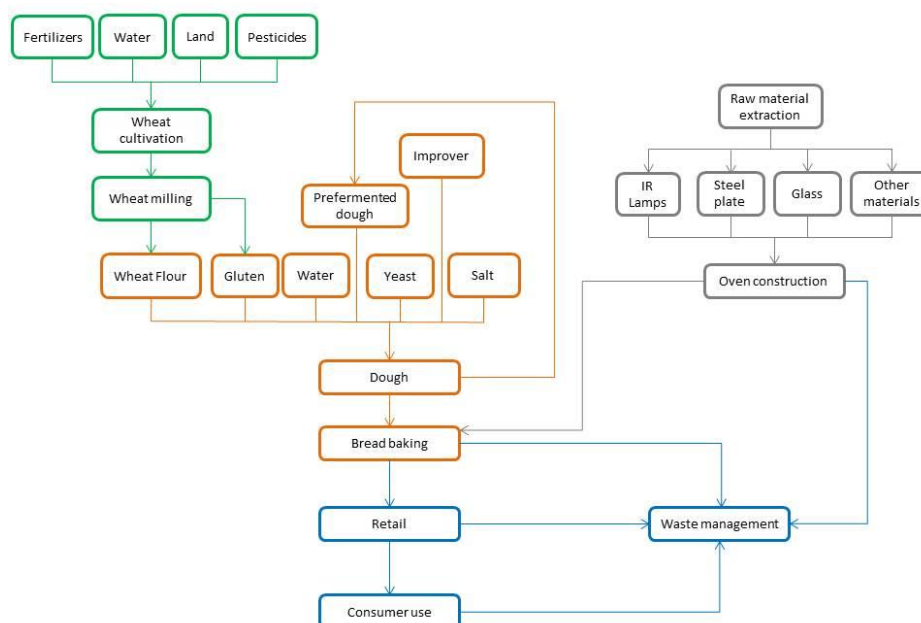 Fertilizers
Water
Land
Pesticides
Raw material
extraction
Wheat
cultivation
Improver
IR
Lamps
Steel
plate
Glass
Other
materials
Wheat milling
Prefermented
dough
Wheat Flour
Gluten
Water
Yeast
Salt
Oven construction
Dough
Bread baking
Retail
Waste management
Consumer use